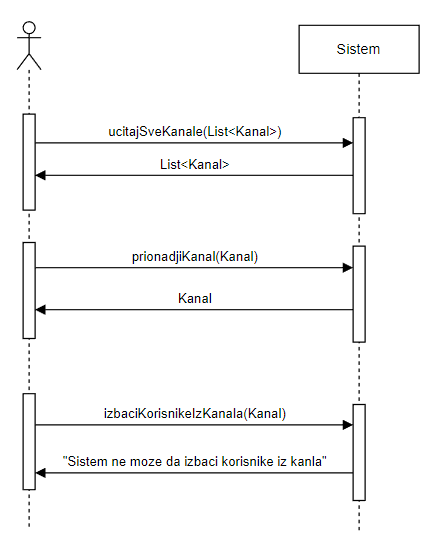 Sistem
ucitajSveKanale(List<Kanal>)
List<Kanal>
prionadjiKanal(Kanal)
Kanal
izbaciKorisnikeIzKanala(Kanal)
"Sistem ne moze da izbaci korisnike iz kanla"